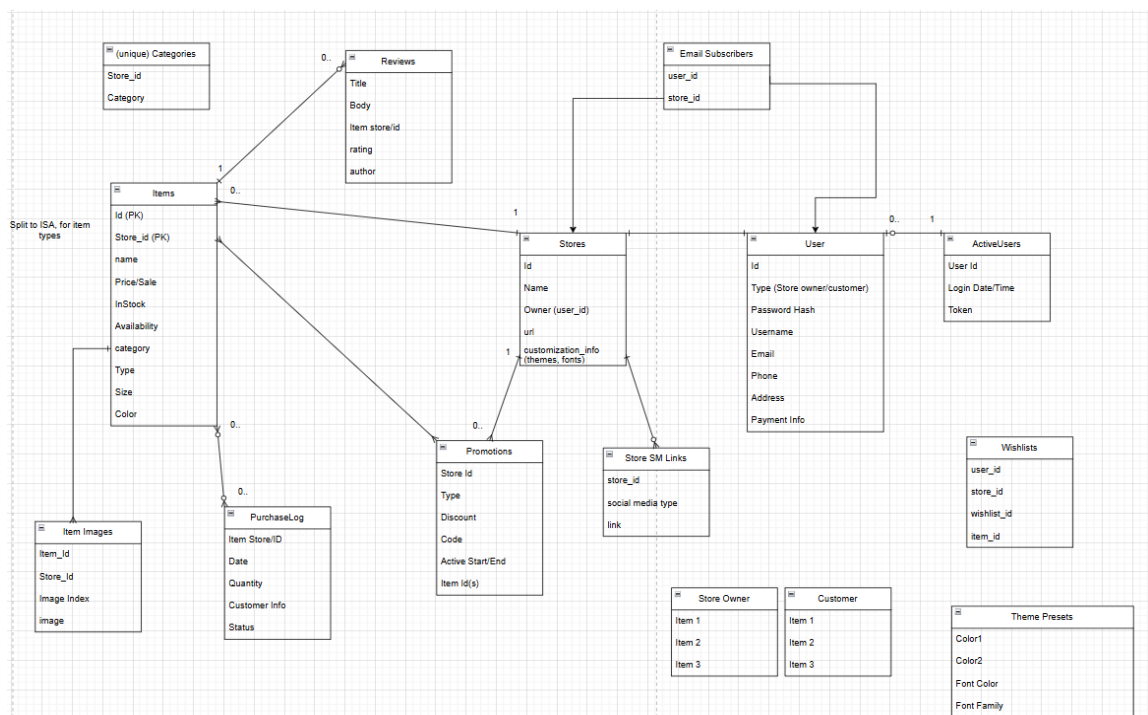 (unique) Categories
Store_id
Category
0..
Reviews
Title
Body
Item store/id
rating
author
Email Subscribers
user_id
store_id
1
0..
Items
Id (PK)
Store_id (PK)
name
Price/Sale
InStock
Availability
category
Type
Size
Color
Split to ISA, for item
types
1
Stores
Id
Name
Owner (user_id)
url
customization_info
(themes, fonts)
User
Id
Type (Store owner/customer)
Password Hash
Username
Email
Phone
Address
Payment Info
0..
1
ActiveUsers
User Id
Login Date/Time
Token
1
0..
0..
0..
Promotions
Store Id
Type
Discount
Code
Active Start/End
Item Id(s)
Store SM Links
store_id
social media type
link
Wishlists
user_id
store_id
wishlist_id
item_id
Item Images
Item_Id
Store_Id
Image Index
image
PurchaseLog
Item Store/ID
Date
Quantity
Customer Info
Status
Store Owner
Item 1
Item 2
Item 3
Customer
Item 1
Item 2
Item 3
Theme Presets
Color1
Color2
Font Color
Font Family